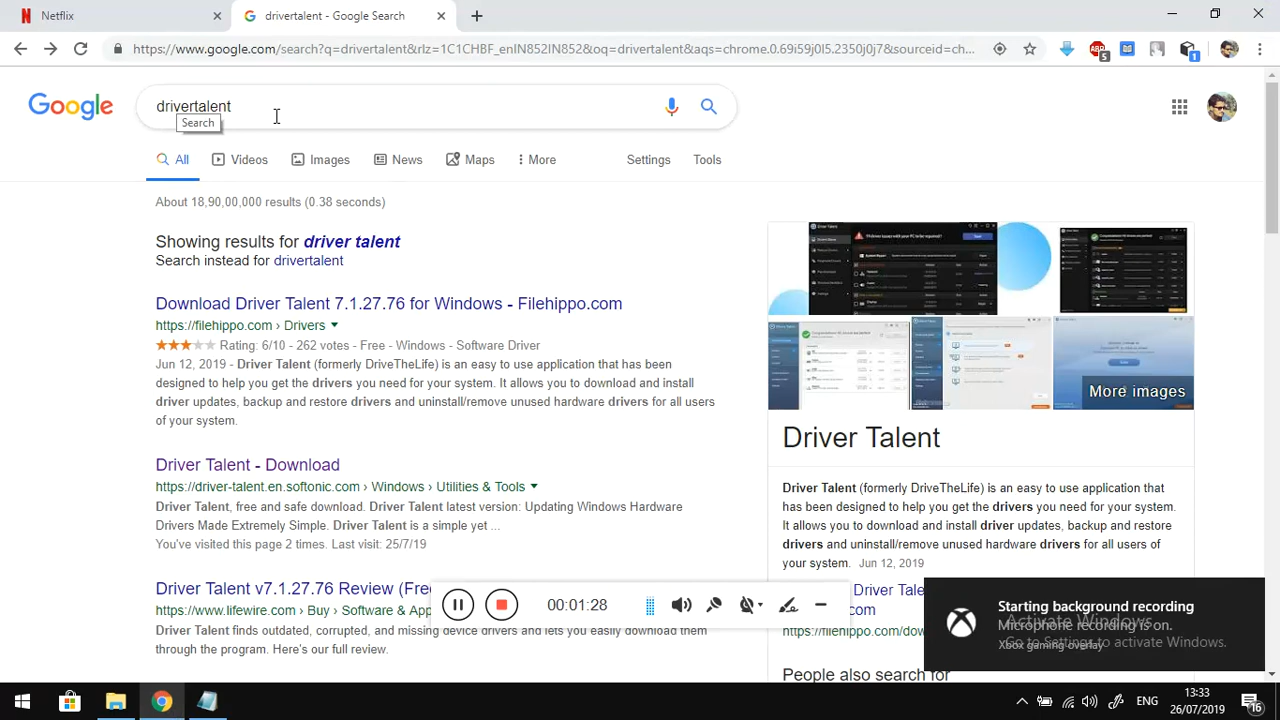 Netflix
drivertalent - Google Search
https://www.google.com/search?q=drivertalent&rlz=1C1CHBF_enIN852IN852&oq=drivertalent&aqs=chrome.0.69i59j0l5.2350j0j7&sourceid=ch...
Google
drivertalent
Search
All Videos Images News Maps More Settings Tools
About 18,90,00,000 results (0.38 seconds)
Showing results for driver talent
Search instead for drivertalent
Download Driver Talent 7.1.27.76 for Windows - Filehippo.com
https://filehippo.com › Drivers
6/10 - 262 votes - Free - Windows - Software Driver
Jun 12, DriverTalent (formerly DriveTheLife) is an easy to use application that has been
designed to help you get the drivers you need for your system. It allows you to download and install
driver updates, backup and restore drivers and uninstall/remove unused hardware drivers for all users
of your system.
Driver Talent - Download
https://driver-talent.en.softonic.com › Windows › Utilities & Tools
Driver Talent, free and safe download. Driver Talent latest version: Updating Windows Hardware
Drivers Made Extremely Simple. Driver Talent is a simple yet ...
You've visited this page 2 times. Last visit: 25/7/19
Driver Talent v7.1.27.76 Review (Free
https://www.lifewire.com › Buy › Software & App
Driver Talent finds outdated, corrupted, and missing device drivers and lets you easily download them
through the program. Here's our full review.
More images
Driver Talent
Driver Talent (formerly DriveTheLife) is an easy to use application that
has been designed to help you get the drivers you need for your system.
It allows you to download and install driver updates, backup and restore
drivers and uninstall/remove unused hardware drivers for all users of
your system. Jun 12, 2019
Driver Tale
com
https://filehippo.com/dow
People also search for
00:01:28
Starting background recording
Microphone recording is on.
Xbox gaming overlay
Activate Windows
Go to Settings to activate Windows.
S
1
ENG
13:33
26/07/2019
16